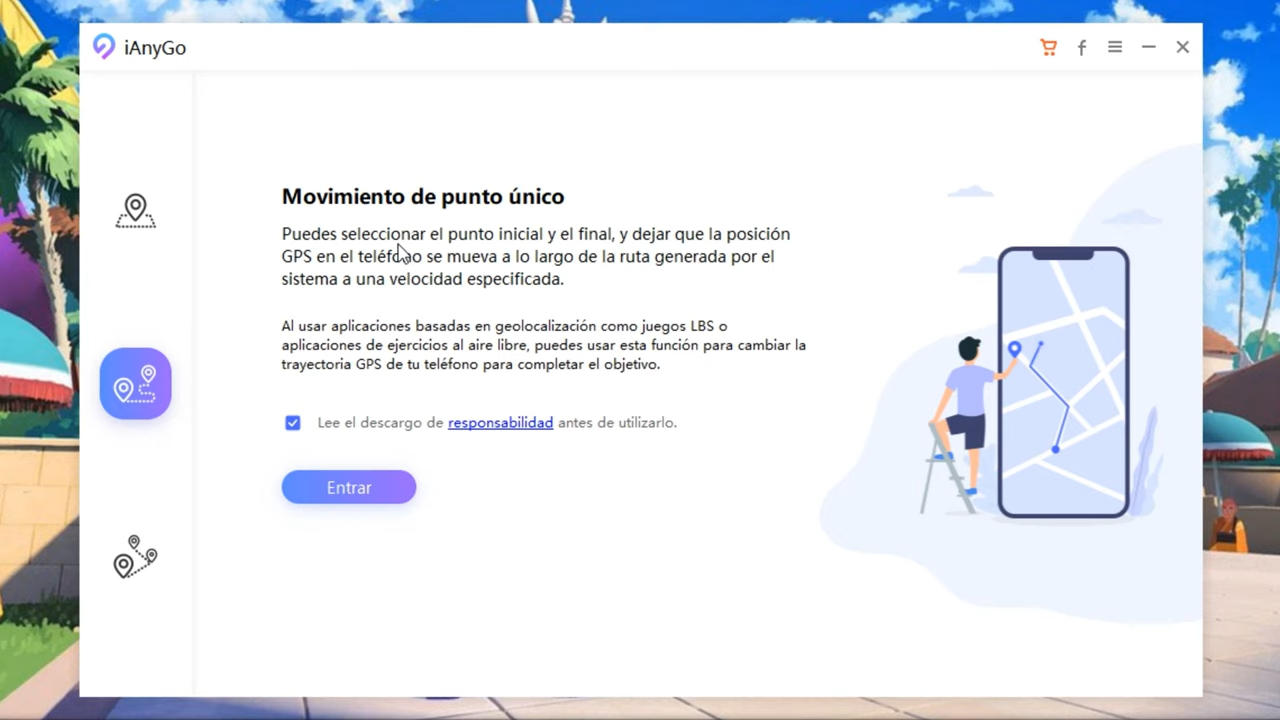 iAnyGo
Movimiento de punto único
Puedes seleccionar el punto inicial y el final, y dejar que la posición
GPS en el teléfono se mueva a lo largo de la ruta generada por el
sistema a una velocidad especificada.
Al usar aplicaciones basadas en geolocalización como juegos LBS o
aplicaciones de ejercicios al aire libre, puedes usar esta función para cambiar la
trayectoria GPS de tu teléfono para completar el objetivo.
Lee el descargo de responsabilidad antes de utilizarlo.
Entrar